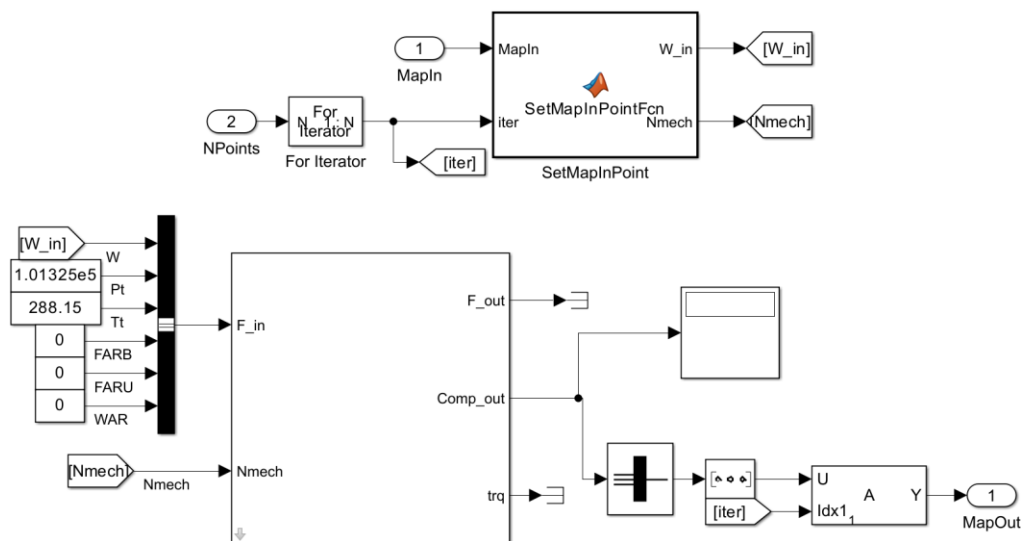 1
MapIn
2
NPoints
For
N 1 : N
Iterator
For Iterator
[iter]
MapIn
iter
W_in
Nmech
SetMapInPointFcn
SetMapInPoint
[W_in]
[Nmech]
[W_in]
W
1.01325e5
Pt
288.15
Tt
0
FARB
0
FARU
0
WAR
[Nmech]
Nmech
F_in
Nmech
F_out
Comp_out
trq
[iter]
U
Idx1
1
A
Y
1
MapOut